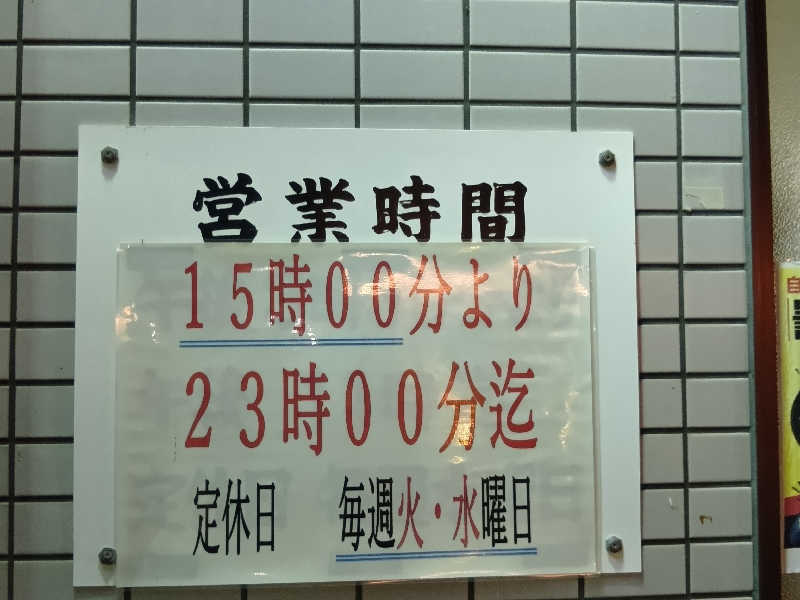 営業時間
15時00分より
23時00分迄
定休日　毎週火・水曜日
自